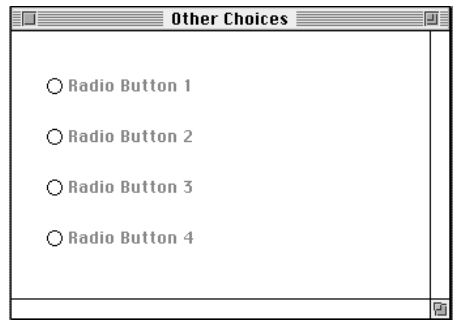 Other Choices
Radio Button 1
Radio Button 2
Radio Button 3
Radio Button 4